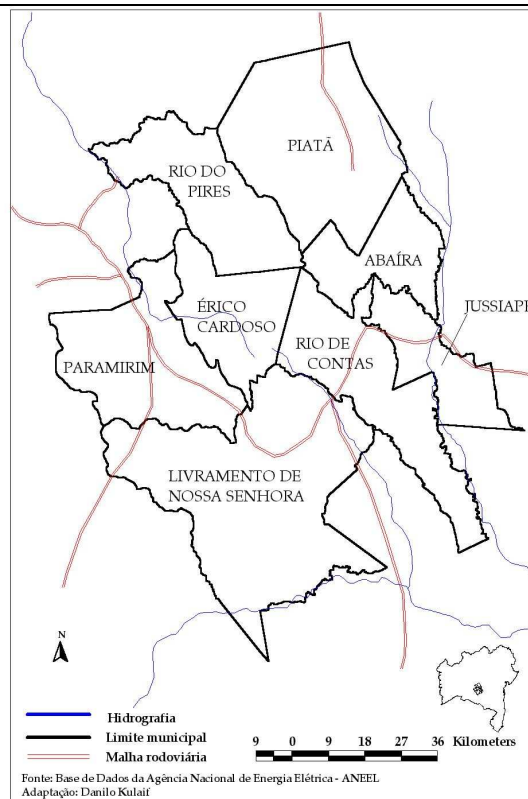 PIATÃ
RIO DO
PIRES
ABAÍRA
JUSSIAPE
ÉRICO
CARDOSO
RIO DE
CONTAS
PARAMIRIM
LIVRAMENTO DE
NOSSA SENHORA
N
Hidrografia
Limite municipal
Malha rodoviária
9 0 9 18 27 36 Kilometers
Fonte: Base de Dados da Agência Nacional de Energia Elétrica - ANEEL
Adaptação: Danilo Kulaif